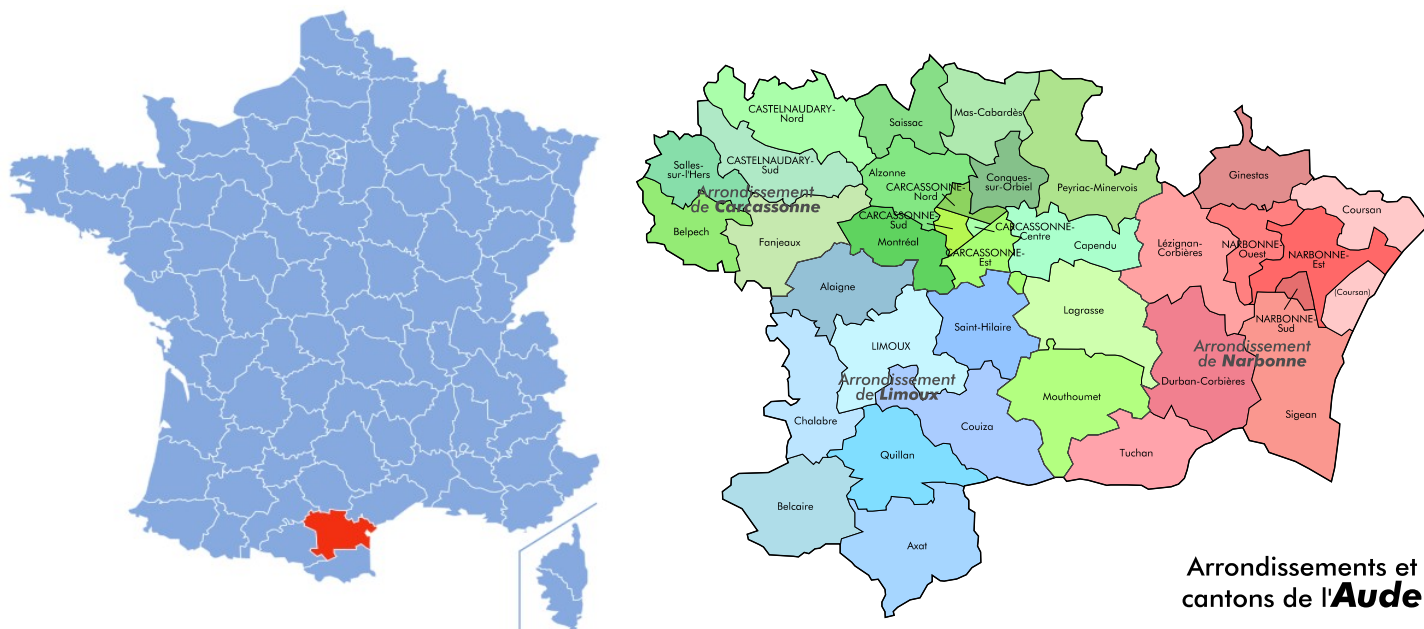 CASTELNAUDARY-
Nord
Saissac
Mas-Cabardès
Salles-
sur-l'Hers
CASTELNAUDARY-
Sud
Alzonne
Conques-
sur-Orbiel
Peyriac-Minervois
Ginestas
Arrondissement
de Carcassonne
CARCASSONNE-
Nord
Coursan
Belpech
Fanjeaux
CARCASSONNE-
Sud
Montréal
CARCASSONNE-
Centre
CARCASSONNE-
Est
Capendu
Lézignan-
Corbières
NARBONNE-
Ouest
NARBONNE-
Est
Alaigne
(Coursan)
Saint-Hilaire
Lagrasse
NARBONNE-
Sud
LIMOUX
Arrondissement
de Narbonne
Arrondissement
de Limoux
Durban-Corbières
Mouthoumet
Chalabre
Couiza
Sigean
Quillan
Tuchan
Belcaire
Axat
Arrondissements et
cantons de l'Aude